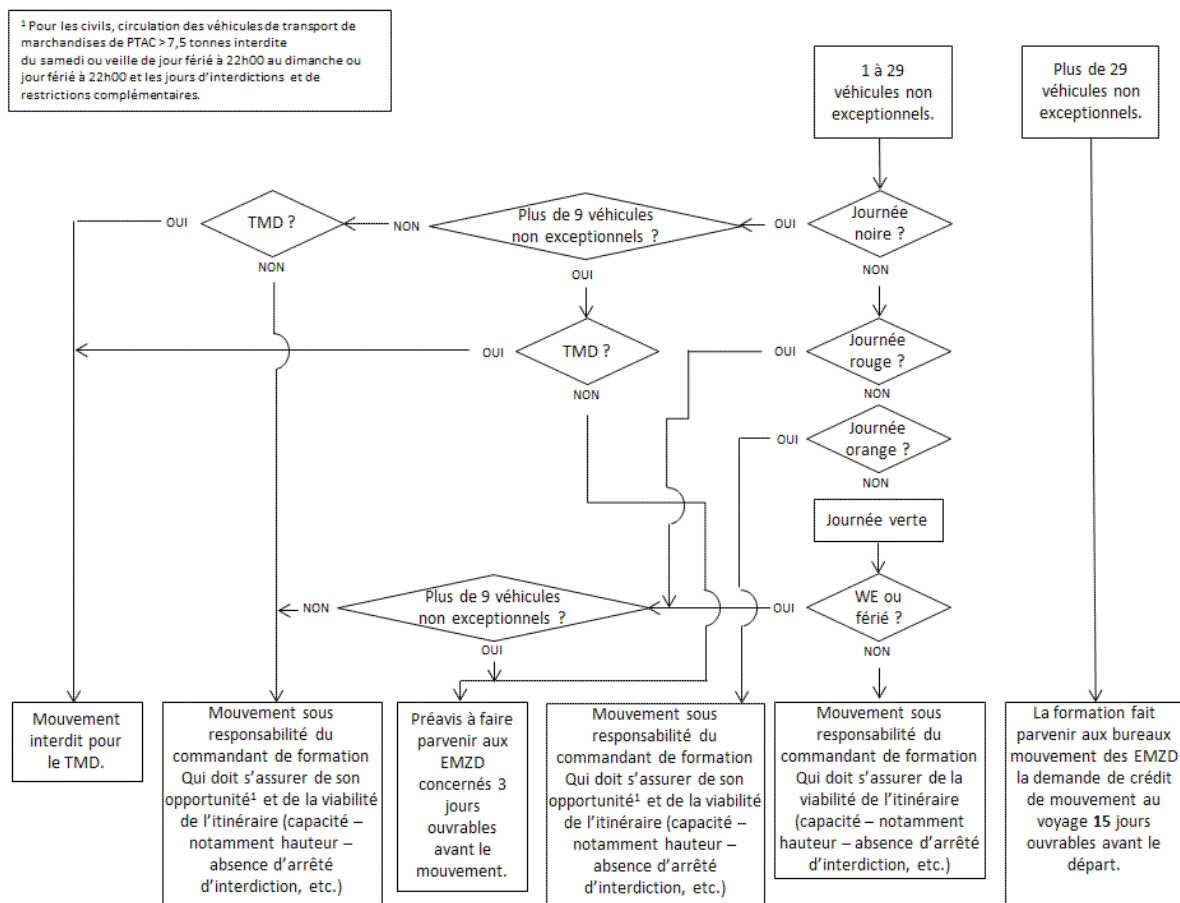 ¹ Pour les civils, circulation des véhicules de transport de
marchandises de PTAC > 7,5 tonnes interdite
du samedi ou veille de jour férié à 22h00 au dimanche ou
jour férié à 22h00 et les jours d’interdictions et de
restrictions complémentaires.
1 à 29
véhicules non
exceptionnels.
Plus de 29
véhicules non
exceptionnels.
OUI
TMD ?
NON
NON
Plus de 9 véhicules
non exceptionnels ?
OUI
OUI
Journée
noire ?
NON
OUI
TMD ?
NON
OUI
Journée
rouge ?
NON
OUI
Journée
orange ?
NON
Journée verte
NON
Plus de 9 véhicules
non exceptionnels ?
OUI
OUI
WE ou
férié ?
NON
Mouvement
interdit pour
le TMD.
Mouvement sous
responsabilité du
commandant de formation
Qui doit s’assurer de son
opportunité¹ et de la viabilité
de l’itinéraire (capacité –
notamment hauteur –
absence d’arrêté
d’interdiction, etc.)
Préavis à faire
parvenir aux
EMZD
concernés 3
jours
ouvrables
avant le
mouvement.
Mouvement sous
responsabilité du
commandant de formation
Qui doit s’assurer de son
opportunité¹ et de la viabilité
de l’itinéraire (capacité –
notamment hauteur –
absence d’arrêté
d’interdiction, etc.)
Mouvement sous
responsabilité du
commandant de formation
Qui doit s’assurer de la
viabilité de l’itinéraire
(capacité – notamment
hauteur – absence d’arrêté
d’interdiction, etc.)
La formation fait
parvenir aux bureaux
mouvement des EMZD
la demande de crédit
de mouvement au
voyage 15 jours
ouvrables avant le
départ.